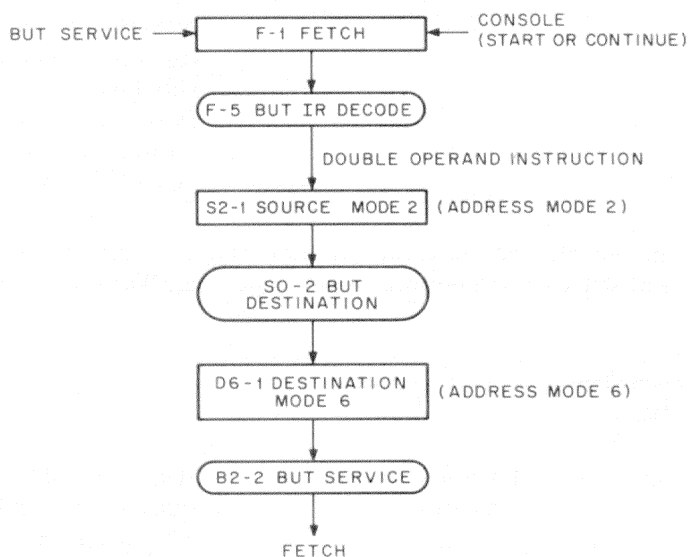 BUT SERVICE
F-1 FETCH
CONSOLE
(START OR CONTINUE)
F-5 BUT IR DECODE
DOUBLE OPERAND INSTRUCTION
S2-1 SOURCE MODE 2
(ADDRESS MODE 2)
SO-2 BUT
DESTINATION
D6-1 DESTINATION
MODE 6
(ADDRESS MODE 6)
B2-2 BUT SERVICE
FETCH